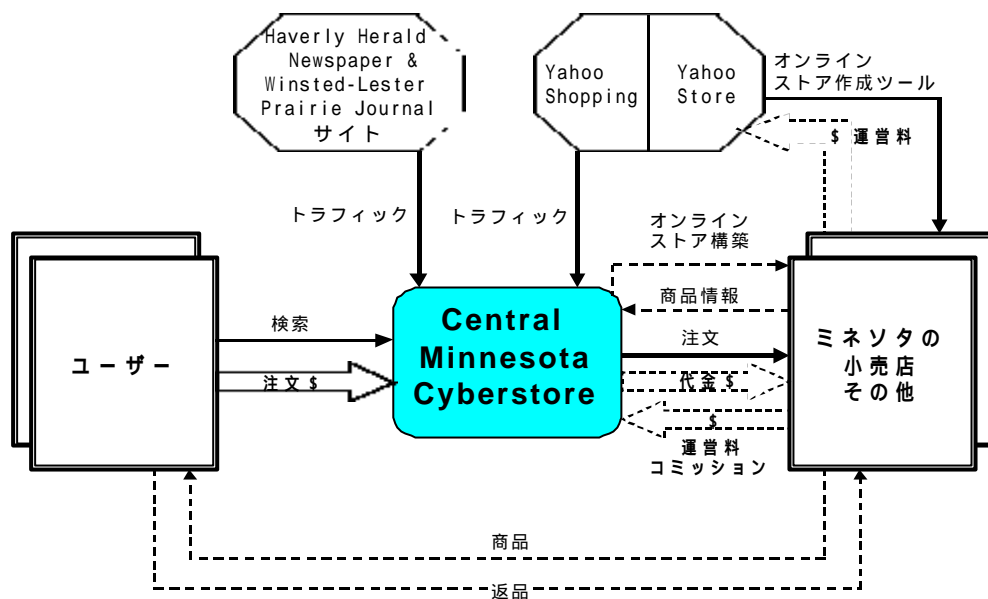 Haverly Herald
Newspaper &
Winsted-Lester
Prairie Journal
サイト
Yahoo
Shopping
Yahoo
Store
オンライン
ストア作成ツール
$ 運営料
トラフィック
トラフィック
オンライン
ストア構築
商品情報
検索
注文 $
ユーザー
Central
Minnesota
Cyberstore
注文
代金 $
$
運営料
コミッション
ミネソタの
小売店
その他
商品
返品